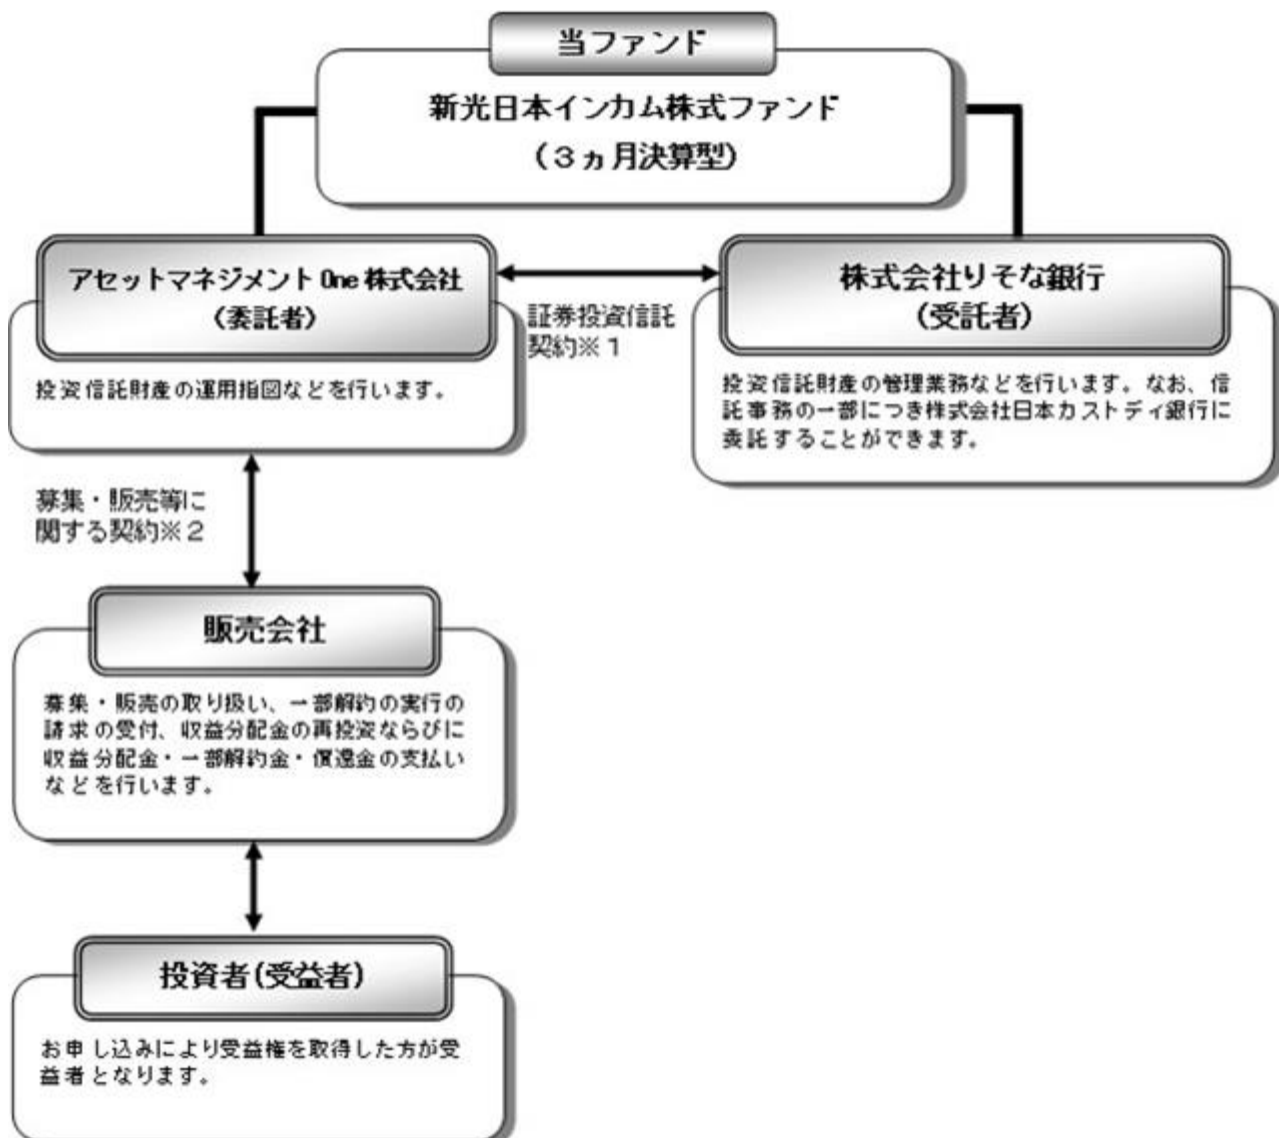 当ファンド
新光日本インカム株式ファンド
(3ヵ月決算型)
アセットマネジメントOne株式会社
(委託者)
投資信託財産の運用指図などを行います。
証券投資信託
契約※1
株式会社りそな銀行
(受託者)
投資信託財産の管理業務などを行います。なお、信
託事務の一部につき株式会社日本カストディ銀行に
委託することができます。
募集・販売等に
関する契約※2
販売会社
募集・販売の取り扱い、一部解約の実行の
請求の受付、収益分配金の再投資ならびに
収益分配金・一部解約金・償還金の支払い
などを行います。
投資者(受益者)
お申し込みにより受益権を取得した方が受
益者となります。